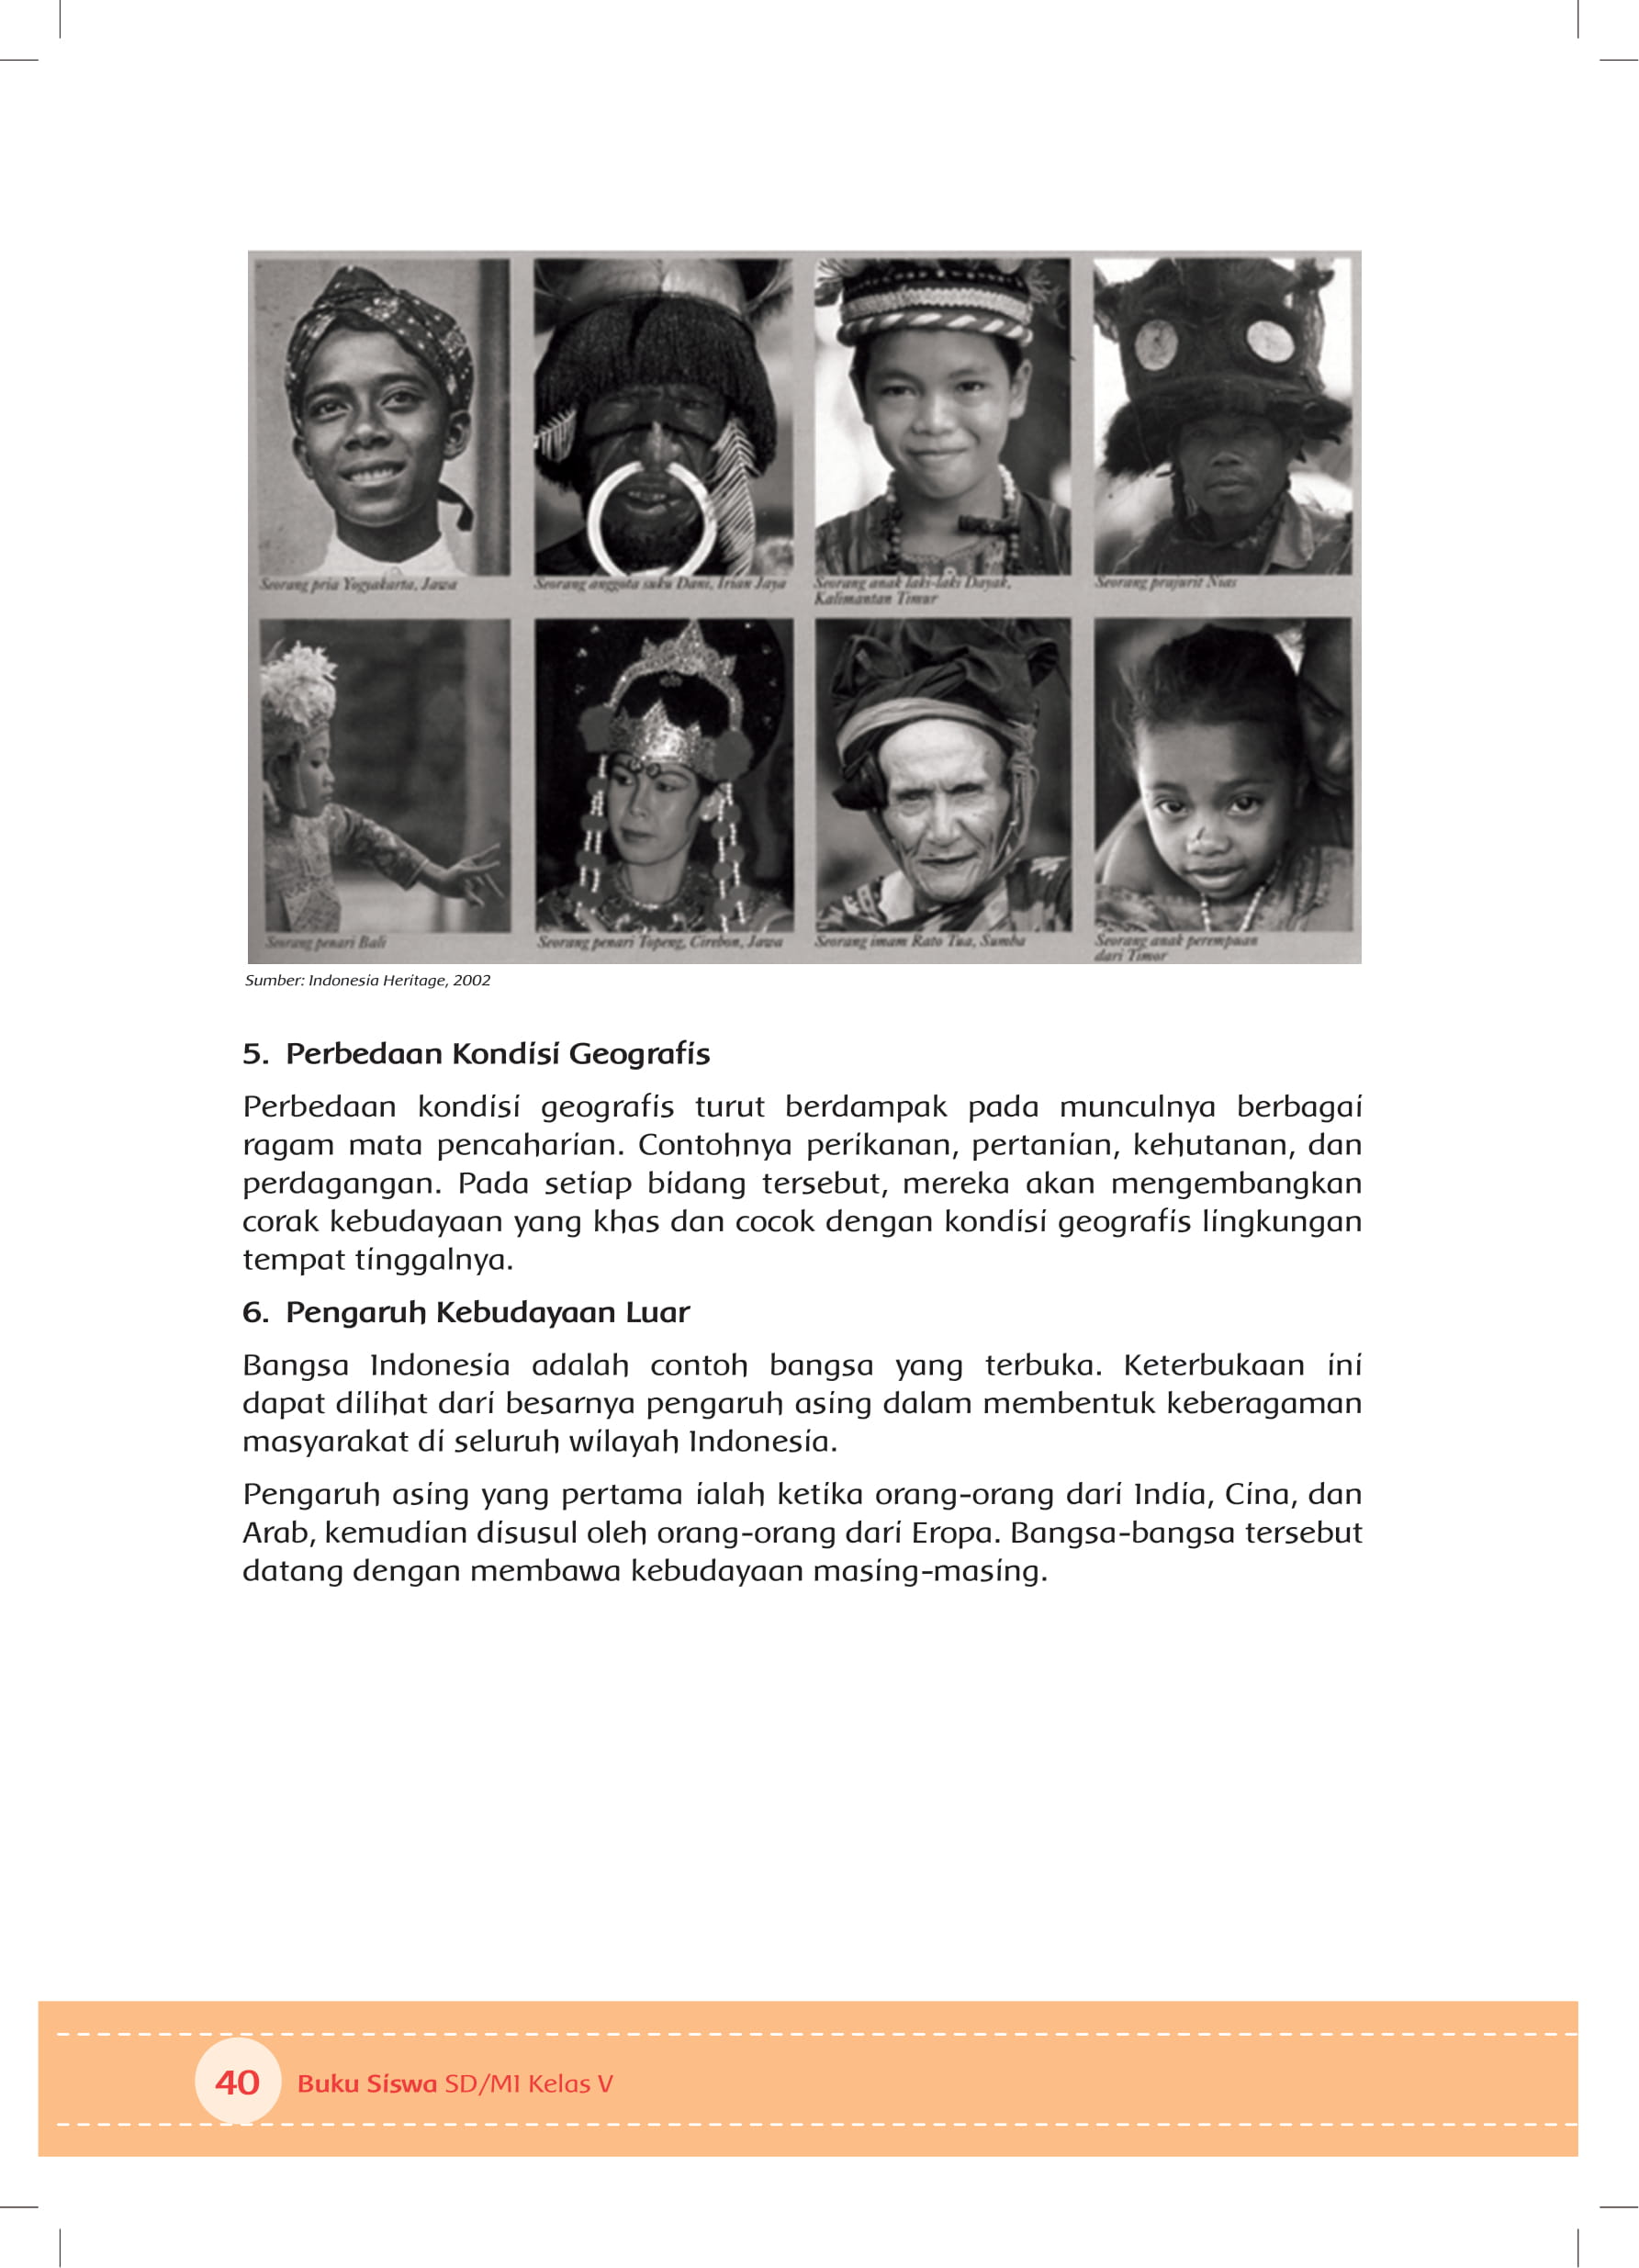 Seorang pria Yogyakarta, Jawa
Seorang anggota suku Dani, Irian Jaya
Seorang anak laki-laki Dayak,
Kalimantan Timur
Seorang prajurit Nias
Seorang penari Bali
Seorang penari Topeng, Cirebon, Jawa
Seorang imam Rato Tua, Sumba
Seorang anak perempuan
dari Timor
Sumber: Indonesia Heritage, 2002
5. Perbedaan Kondisi Geografis
Perbedaan kondisi geografis turut berdampak pada munculnya berbagai
ragam mata pencaharian. Contohnya perikanan, pertanian, kehutanan, dan
perdagangan. Pada setiap bidang tersebut, mereka akan mengembangkan
corak kebudayaan yang khas dan cocok dengan kondisi geografis lingkungan
tempat tinggalnya.
6. Pengaruh Kebudayaan Luar
Bangsa Indonesia adalah contoh bangsa yang terbuka. Keterbukaan ini
dapat dilihat dari besarnya pengaruh asing dalam membentuk keberagaman
masyarakat di seluruh wilayah Indonesia.
Pengaruh asing yang pertama ialah ketika orang-orang dari India, Cina, dan
Arab, kemudian disusul oleh orang-orang dari Eropa. Bangsa-bangsa tersebut
datang dengan membawa kebudayaan masing-masing.
40 Buku Siswa SD/MI Kelas V